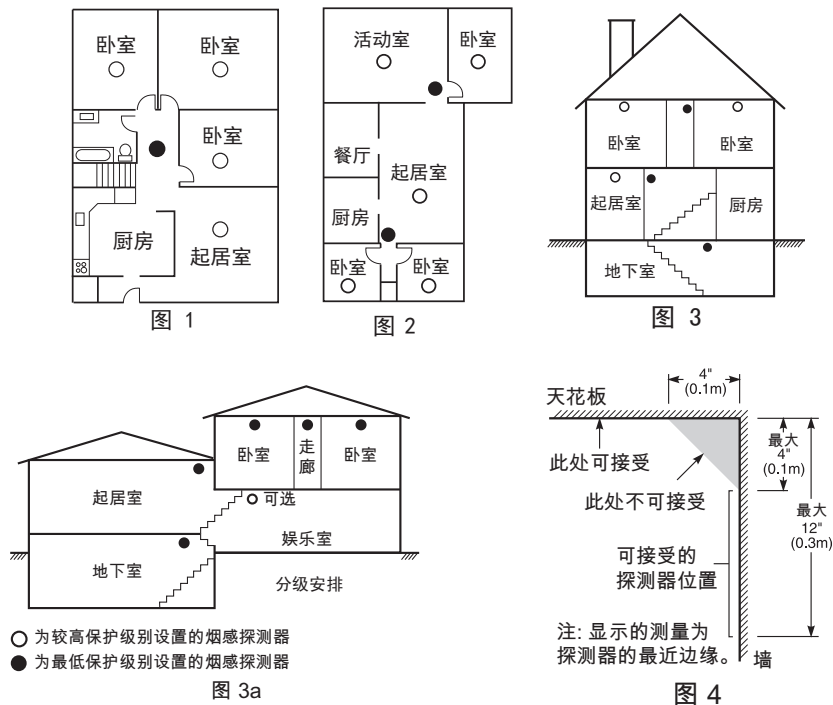 卧室
卧室
卧室
厨房
起居室
图 1
活动室
卧室
餐厅
起居室
厨房
卧室
卧室
图 2
卧室
卧室
起居室
厨房
地下室
图 3
卧室
走廊
卧室
起居室
可选
娱乐室
地下室
分级安排
为较高保护级别设置的烟感探测器
为最低保护级别设置的烟感探测器
图 3a
4"
(0.1m)
天花板
最大
4"
(0.1m)
此处可接受
此处不可接受
最大
12"
(0.3m)
可接受的
探测器位置
注: 显示的测量为
探测器的最近边缘。
墙
图 4